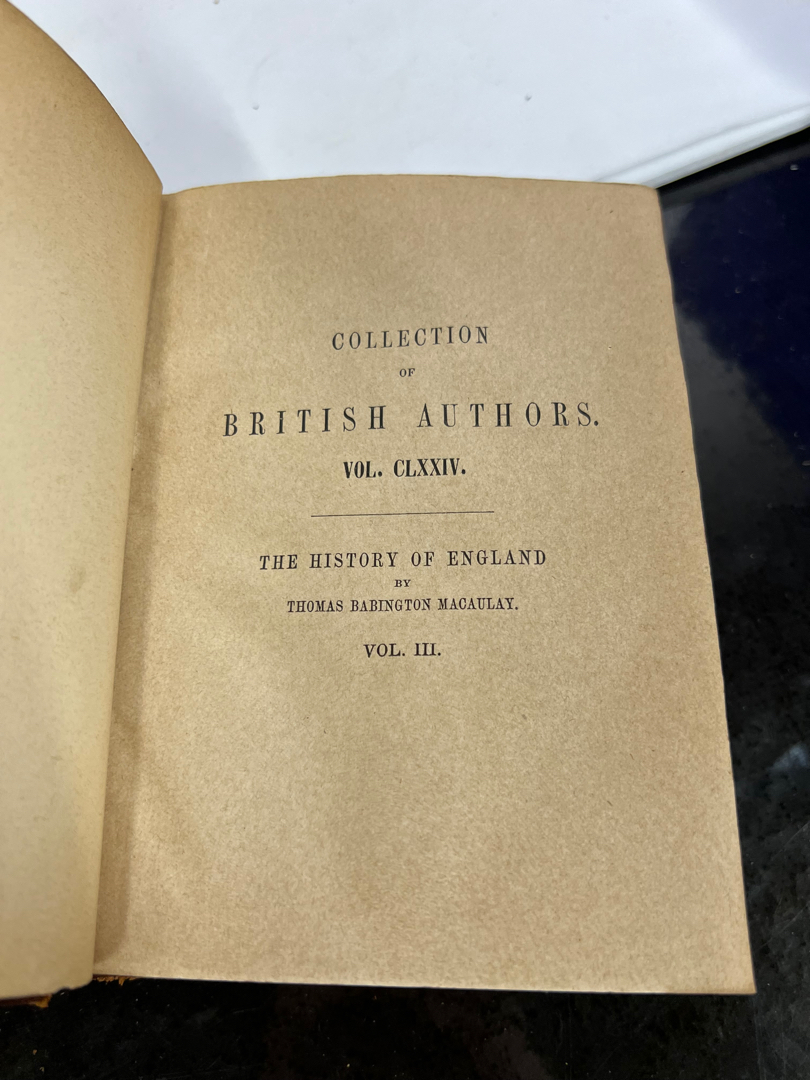 COLLECTION
OF
BRITISH AUTHORS.
VOL. CLXXIV.
THE HISTORY OF ENGLAND
BY
THOMAS BABINGTON MACAULAY.
VOL. III.